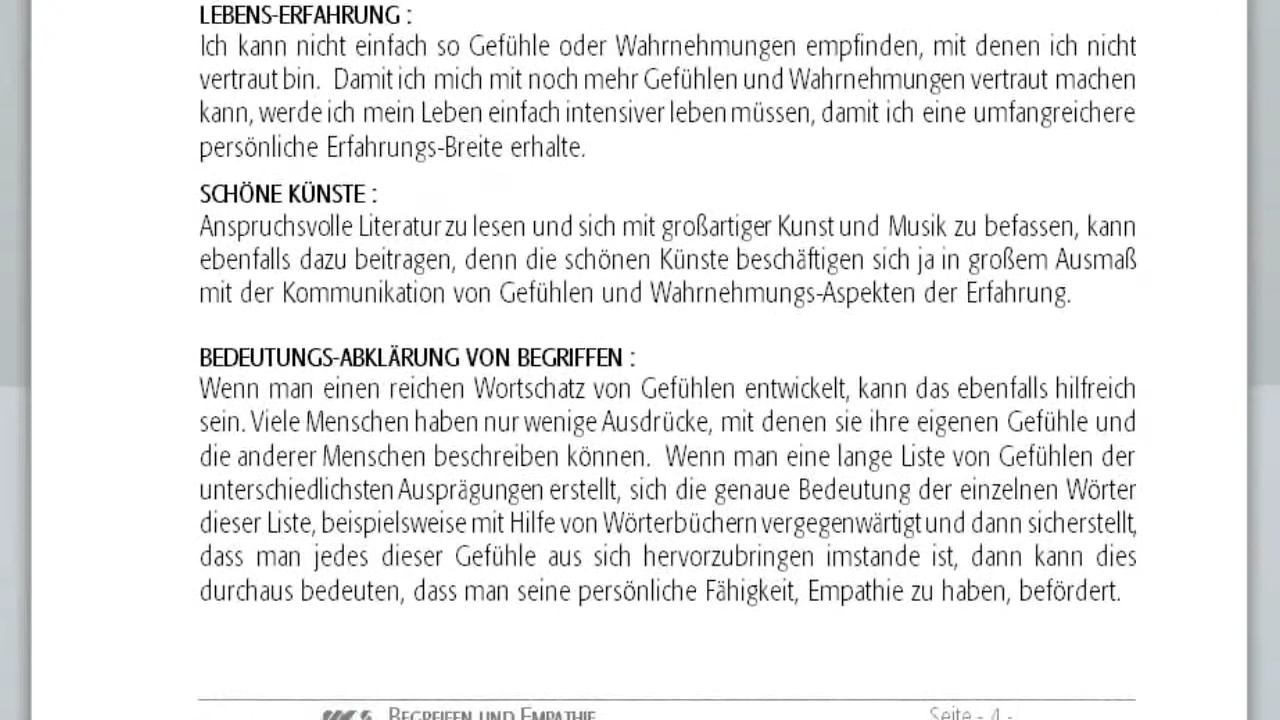 LEBENS-ERFAHRUNG :
Ich kann nicht einfach so Gefühle oder Wahrnehmungen empfinden, mit denen ich nicht
vertraut bin. Damit ich mich mit noch mehr Gefühlen und Wahrnehmungen vertraut machen
kann, werde ich mein Leben einfach intensiver leben müssen, damit ich eine umfangreichere
persönliche Erfahrungs-Breite erhalte.
SCHÖNE KÜNSTE :
Anspruchsvolle Literatur zu lesen und sich mit großartiger Kunst und Musik zu befassen, kann
ebenfalls dazu beitragen, denn die schönen Künste beschäftigen sich ja in großem Ausmaß
mit der Kommunikation von Gefühlen und Wahrnehmungs-Aspekten der Erfahrung.
BEDEUTUNGS-ABKLÄRUNG VON BEGRIFFEN :
Wenn man einen reichen Wortschatz von Gefühlen entwickelt, kann das ebenfalls hilfreich
sein. Viele Menschen haben nur wenige Ausdrücke, mit denen sie ihre eigenen Gefühle und
die anderer Menschen beschreiben können. Wenn man eine lange Liste von Gefühlen der
unterschiedlichsten Ausprägungen erstellt, sich die genaue Bedeutung der einzelnen Wörter
dieser Liste, beispielsweise mit Hilfe von Wörterbüchern vergegenwärtigt und dann sicherstellt,
dass man jedes dieser Gefühle aus sich hervorzubringen imstande ist, dann kann dies
durchaus bedeuten, dass man seine persönliche Fähigkeit, Empathie zu haben, befördert.
BEGREIFEN UND EMPATHIE Seite - 4 -